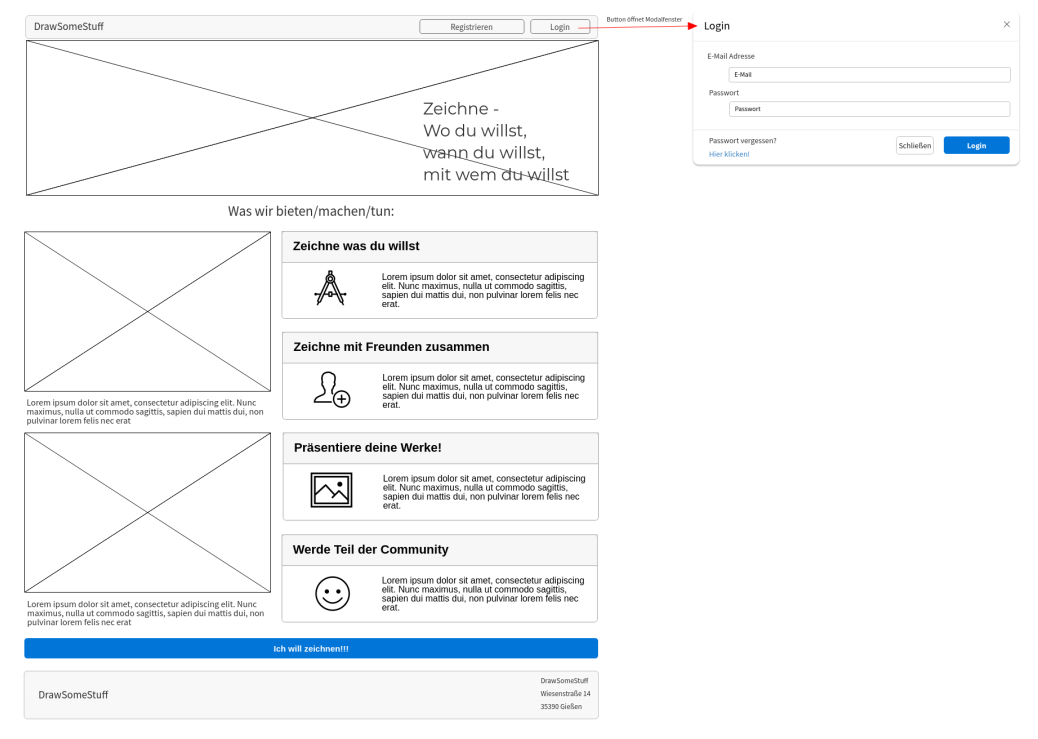 DrawSomeStuff
Registrieren
Login
Button öffnet Modalfenster
Login
E-Mail Adresse
E-Mail
Passwort
Passwort
Passwort vergessen?
Hier klicken!
Schließen
Login
Zeichne -
Wo du willst,
wann du willst,
mit wem du willst
Was wir bieten/machen/tun:
Lorem ipsum dolor sit amet, consectetur adipiscing elit. Nunc
maximus, nulla ut commodo sagittis, sapien dui mattis dui, non
pulvinar lorem felis nec erat
Lorem ipsum dolor sit amet, consectetur adipiscing elit. Nunc
maximus, nulla ut commodo sagittis, sapien dui mattis dui, non
pulvinar lorem felis nec erat
Zeichne was du willst
Lorem ipsum dolor sit amet, consectetur adipiscing
elit. Nunc maximus, nulla ut commodo sagittis,
sapien dui mattis dui, non pulvinar lorem felis nec
erat.
Zeichne mit Freunden zusammen
Lorem ipsum dolor sit amet, consectetur adipiscing
elit. Nunc maximus, nulla ut commodo sagittis,
sapien dui mattis dui, non pulvinar lorem felis nec
erat.
Präsentiere deine Werke!
Lorem ipsum dolor sit amet, consectetur adipiscing
elit. Nunc maximus, nulla ut commodo sagittis,
sapien dui mattis dui, non pulvinar lorem felis nec
erat.
Werde Teil der Community
Lorem ipsum dolor sit amet, consectetur adipiscing
elit. Nunc maximus, nulla ut commodo sagittis,
sapien dui mattis dui, non pulvinar lorem felis nec
erat.
Ich will zeichnen!!!
DrawSomeStuff
DrawSomeStuff
Wiesenstraße 14
35390 Gießen